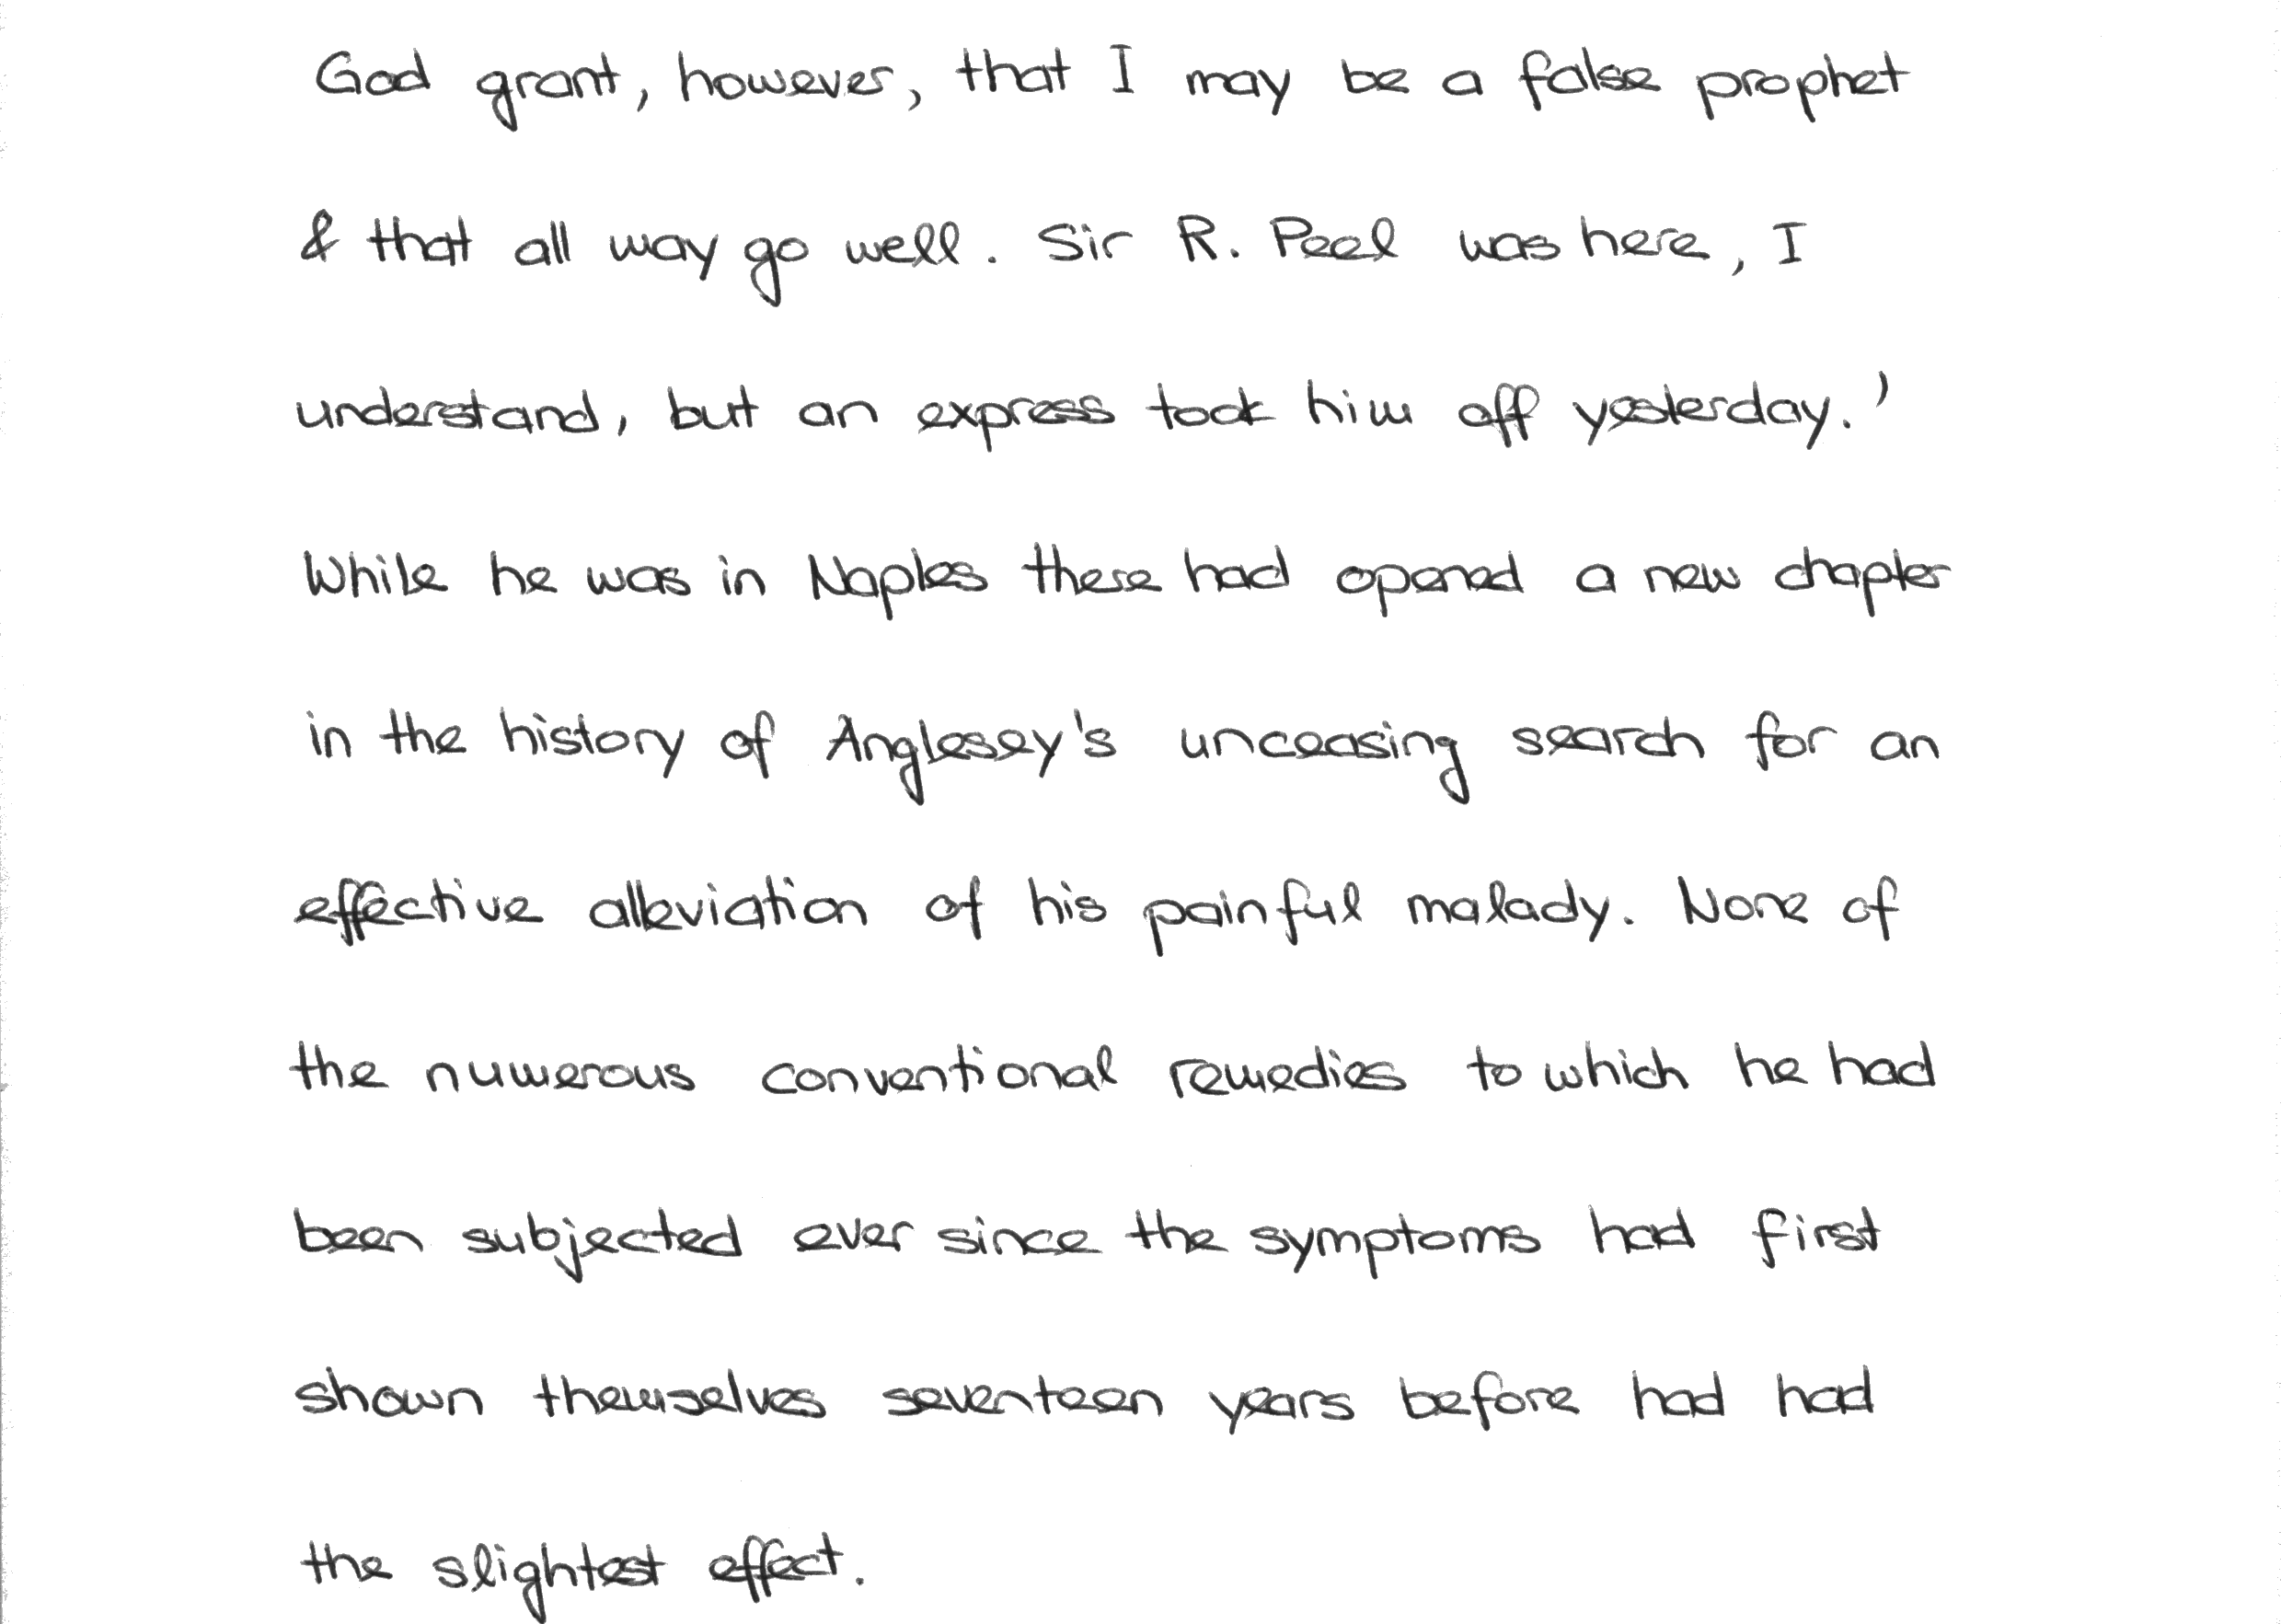 God grant, however, that I may be a false prophet
& that all way go well. Sir R. Peel was here, I
understand, but an express took him off yesterday.'
While he was in Naples there had opened a new chapter
in the history of Anglesey's unceasing search for an
effective alleviation of his painful malady. None of
the numerous conventional remedies to which he had
been subjected ever since the symptoms had first
shown themselves seventeen years before had had
the slightest effect.